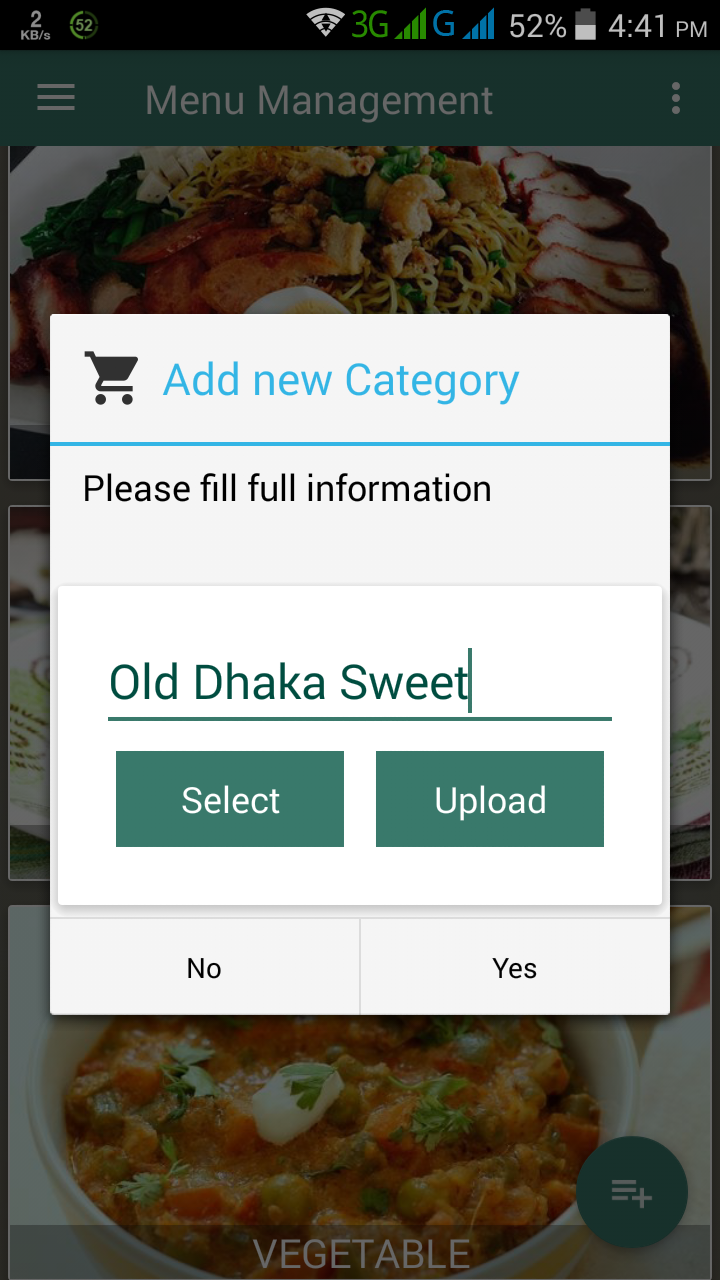 2
KB/s
52
3G
G
52%
4:41 PM
Menu Management
Add new Category
Please fill full information
Old Dhaka Sweet
Select
Upload
No
Yes
VEGETABLE